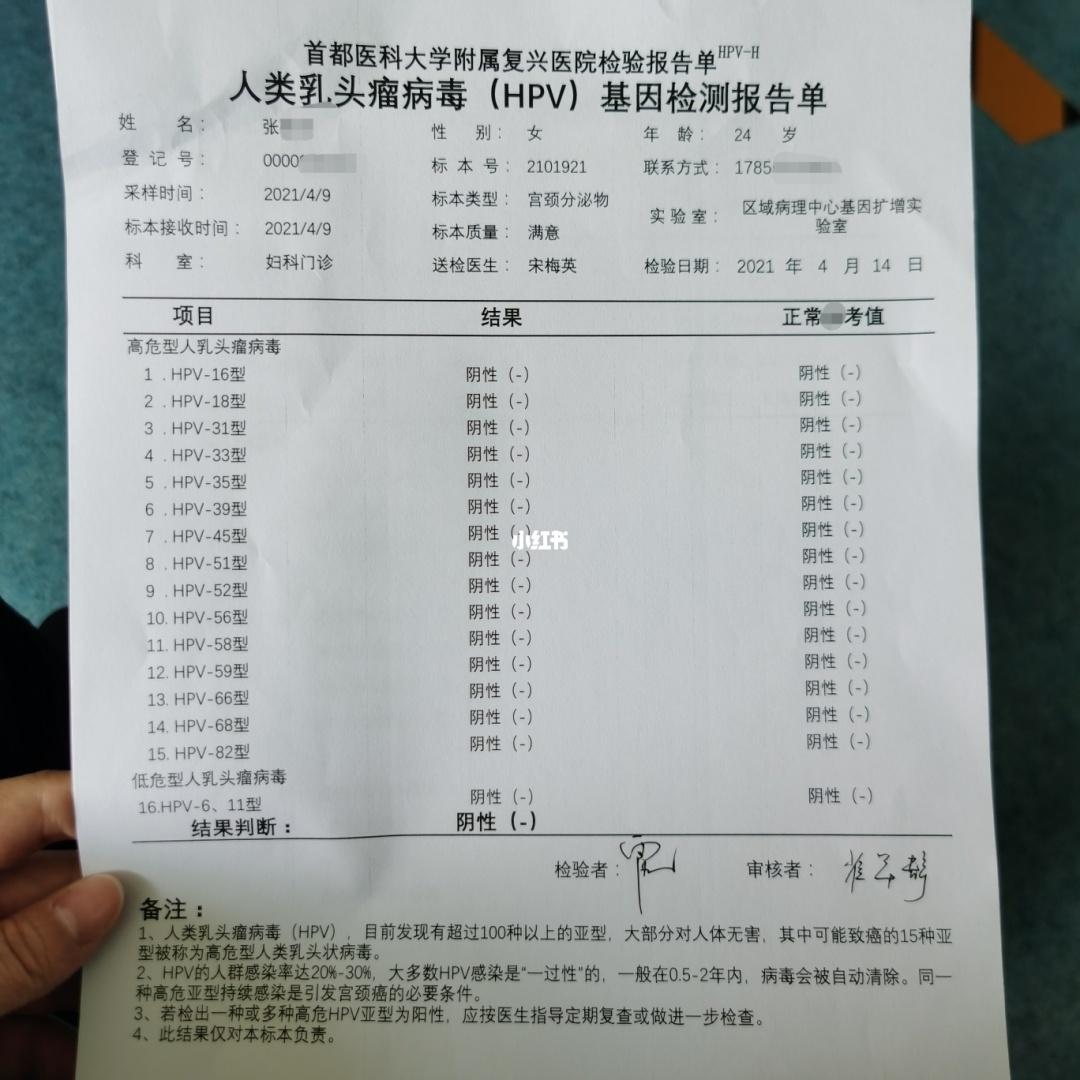 首都医科大学附属复兴医院检验报告单HPV-H
人类乳头瘤病毒（HPV）基因检测报告单
姓 名： 张 性 别： 女 年 龄： 24 岁
登 记 号： 0000 标 本 号： 2101921 联系方式： 1785
采样时间： 2021/4/9 标本类型： 宫颈分泌物 实 验 室： 区域病理中心基因扩增实
验室
标本接收时间： 2021/4/9 标本质量： 满意
科 室： 妇科门诊 送检医生： 宋梅英 检验日期： 2021 年 4 月 14 日
项目 结果 正常 考值
高危型人乳头瘤病毒
1 . HPV-16型 阴性（-） 阴性（-）
2 . HPV-18型 阴性（-） 阴性（-）
3 . HPV-31型 阴性（-） 阴性（-）
4 . HPV-33型 阴性（-） 阴性（-）
5 . HPV-35型 阴性（-） 阴性（-）
6 . HPV-39型 阴性（-） 阴性（-）
7 . HPV-45型 阴性（-） 阴性（-）
小红书
8 . HPV-51型 阴性（-） 阴性（-）
9 . HPV-52型 阴性（-） 阴性（-）
10. HPV-56型 阴性（-） 阴性（-）
11. HPV-58型 阴性（-） 阴性（-）
12. HPV-59型 阴性（-） 阴性（-）
13. HPV-66型 阴性（-） 阴性（-）
14. HPV-68型 阴性（-） 阴性（-）
15. HPV-82型 阴性（-） 阴性（-）
低危型人乳头瘤病毒
16.HPV-6、11型 阴性（-） 阴性（-）
结果判断： 阴性（-）
检验者： 审核者：
备注：
1、人类乳头瘤病毒（HPV），目前发现有超过100种以上的亚型，大部分对人体无害，其中可能致癌的15种亚
型被称为高危型人类乳头状病毒。
2、HPV的人群感染率达20%-30%，大多数HPV感染是“一过性”的，一般在0.5-2年内，病毒会被自动清除。同一
种高危亚型持续感染是引发宫颈癌的必要条件。
3、若检出一种或多种高危HPV亚型为阳性，应按医生指导定期复查或做进一步检查。
4、此结果仅对本标本负责。